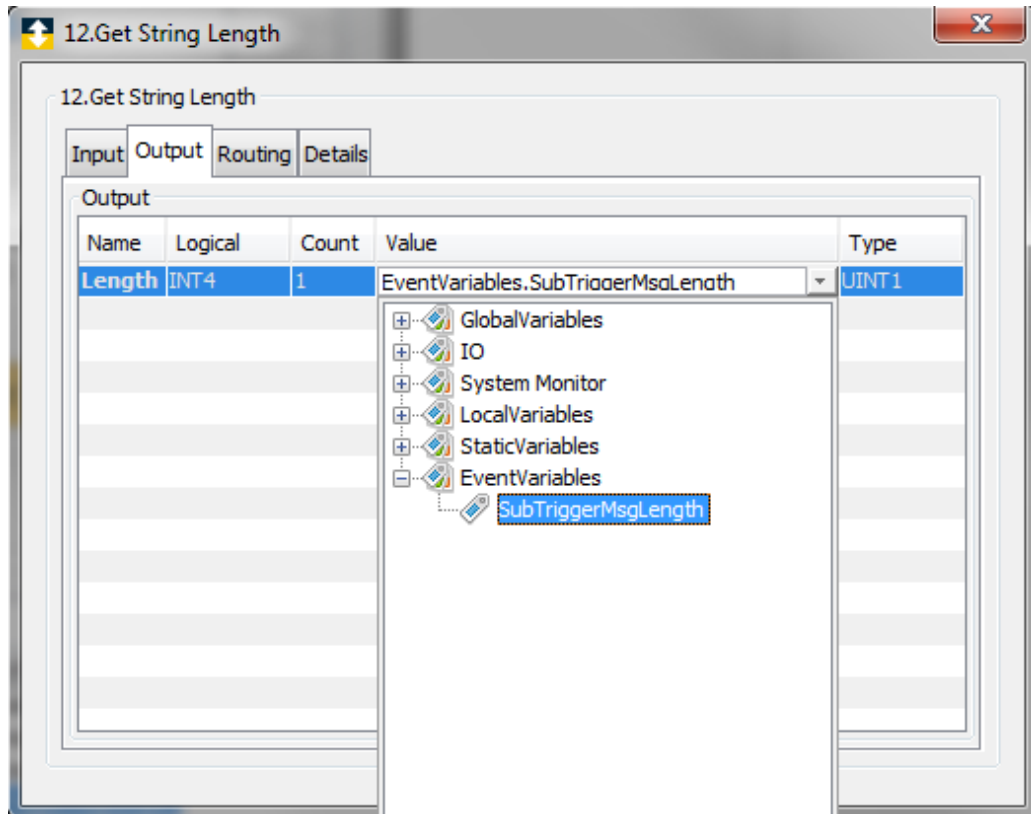 12.Get String Length
x
12.Get String Length
Input Output Routing Details
Output
Name Logical Count Value Type
Length INT4 1 EventVariables.SubTriggerMsgLength UINT1
GlobalVariables
IO
System Monitor
LocalVariables
StaticVariables
EventVariables
SubTriggerMsgLength